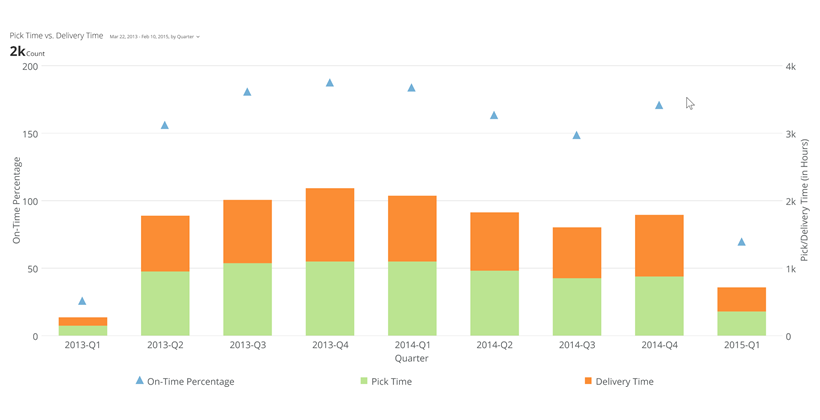 Pick Time vs. Delivery Time Mar 22, 2013 - Feb 10, 2015, by Quarter
2k Count
200 4k
150 3k
100 2k
50 1k
0 0
On-Time Percentage
Pick/Delivery Time (in Hours)
2013-Q1 2013-Q2 2013-Q3 2013-Q4 2014-Q1 2014-Q2 2014-Q3 2014-Q4 2015-Q1
Quarter
On-Time Percentage Pick Time Delivery Time